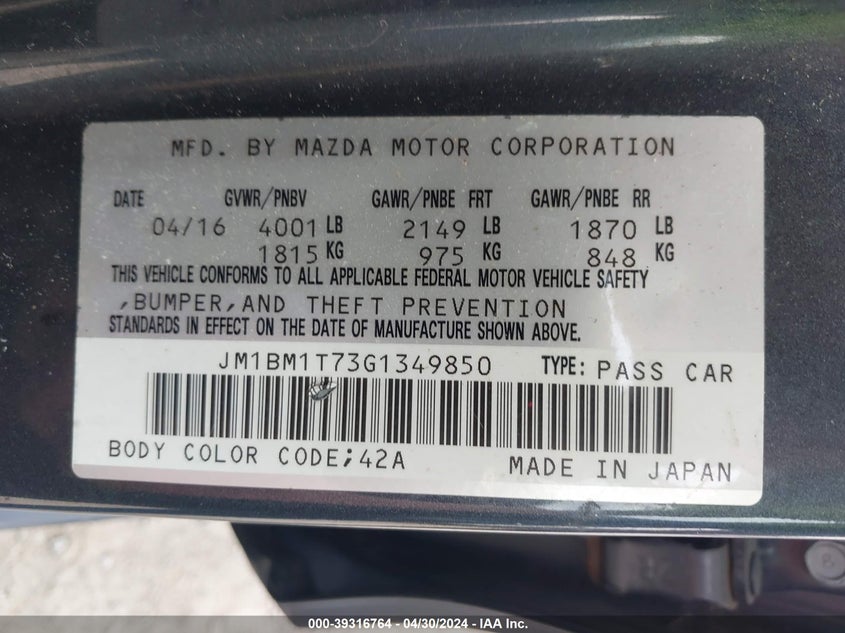 MFD. BY MAZDA MOTOR CORPORATION
DATE GVWR/PNBV GAWR/PNBE FRT GAWR/PNBE RR
04/16 4001 LB 2149 LB 1870 LB
1815 KG 975 KG 848 KG
THIS VEHICLE CONFORMS TO ALL APPLICABLE FEDERAL MOTOR VEHICLE SAFETY
,BUMPER,AND THEFT PREVENTION
STANDARDS IN EFFECT ON THE DATE OF MANUFACTURE SHOWN ABOVE.
JM1BM1T73G1349850 TYPE: PASS CAR
BODY COLOR CODE;42A MADE IN JAPAN
000-39316764 - 04/30/2024 - IAA Inc.